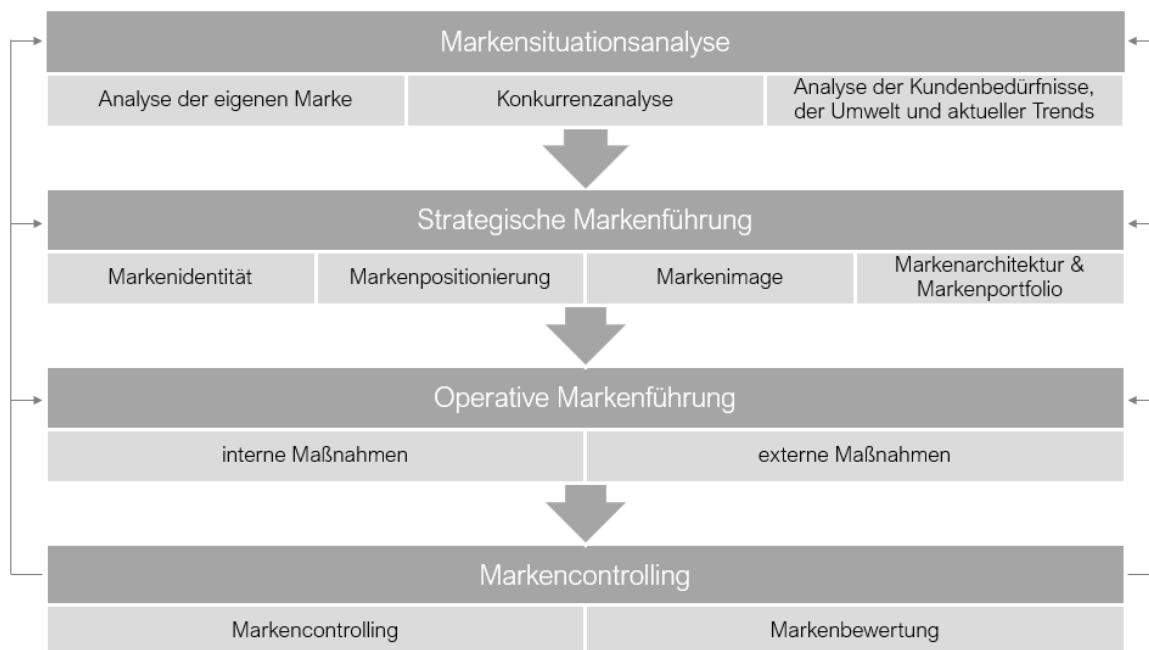 Markensituationsanalyse
Analyse der eigenen Marke
Konkurrenzanalyse
Analyse der Kundenbedürfnisse,
der Umwelt und aktueller Trends
Strategische Markenführung
Markenidentität
Markenpositionierung
Markenimage
Markenarchitektur &
Markenportfolio
Operative Markenführung
interne Maßnahmen
externe Maßnahmen
Markencontrolling
Markencontrolling
Markenbewertung